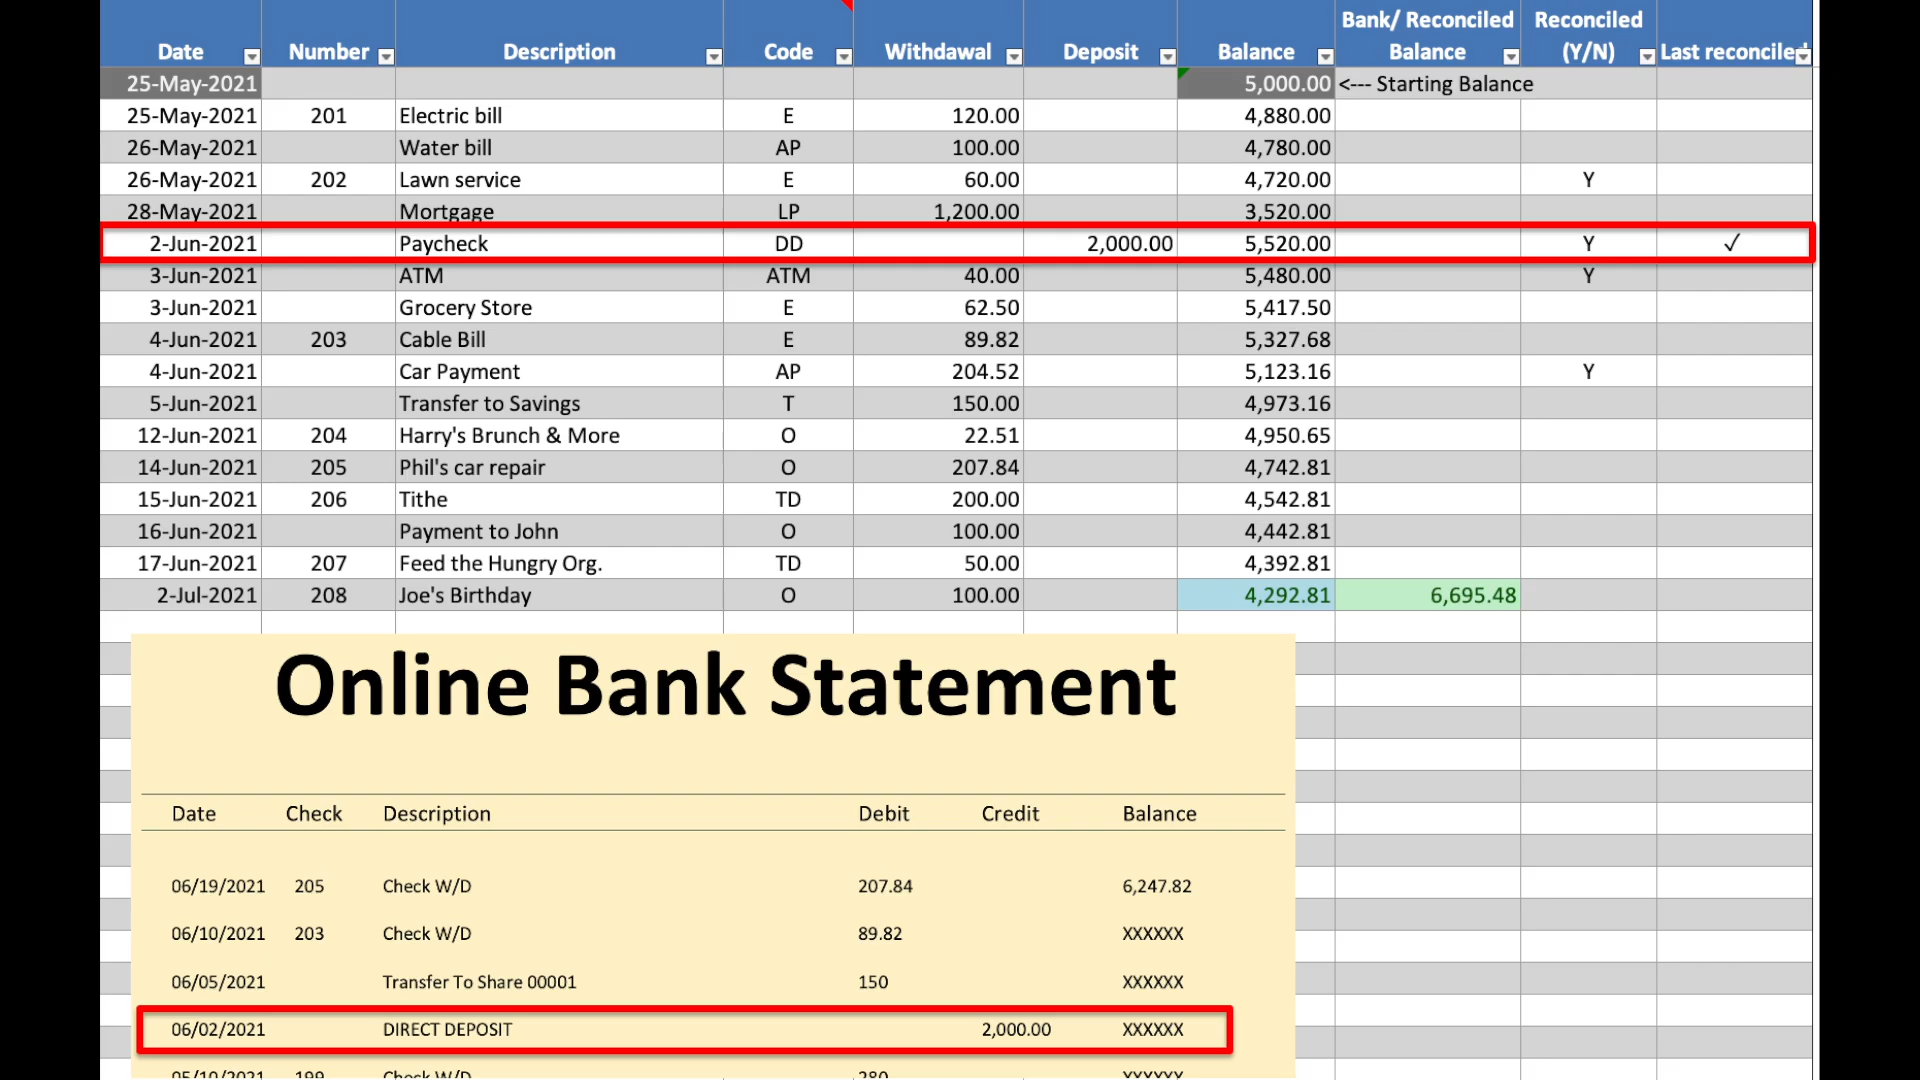 Bank/ Reconciled Reconciled
Date Number Description Code Withdawal Deposit Balance Balance (Y/N) Last reconciled
25-May-2021 5,000.00 <--- Starting Balance
25-May-2021 201 Electric bill E 120.00 4,880.00
26-May-2021 Water bill AP 100.00 4,780.00
26-May-2021 202 Lawn service E 60.00 4,720.00 Y
28-May-2021 Mortgage LP 1,200.00 3,520.00
2-Jun-2021 Paycheck DD 2,000.00 5,520.00 Y ✓
3-Jun-2021 ATM ATM 40.00 5,480.00 Y
3-Jun-2021 Grocery Store E 62.50 5,417.50
4-Jun-2021 203 Cable Bill E 89.82 5,327.68
4-Jun-2021 Car Payment AP 204.52 5,123.16 Y
5-Jun-2021 Transfer to Savings T 150.00 4,973.16
12-Jun-2021 204 Harry's Brunch & More O 22.51 4,950.65
14-Jun-2021 205 Phil's car repair O 207.84 4,742.81
15-Jun-2021 206 Tithe TD 200.00 4,542.81
16-Jun-2021 Payment to John O 100.00 4,442.81
17-Jun-2021 207 Feed the Hungry Org. TD 50.00 4,392.81
2-Jul-2021 208 Joe's Birthday O 100.00 4,292.81 6,695.48
Online Bank Statement
Date Check Description Debit Credit Balance
06/19/2021 205 Check W/D 207.84 6,247.82
06/10/2021 203 Check W/D 89.82 XXXXXX
06/05/2021 Transfer To Share 00001 150 XXXXXX
06/02/2021 DIRECT DEPOSIT 2,000.00 XXXXXX
05/10/2021 199 Check W/D 280 XXXXXX